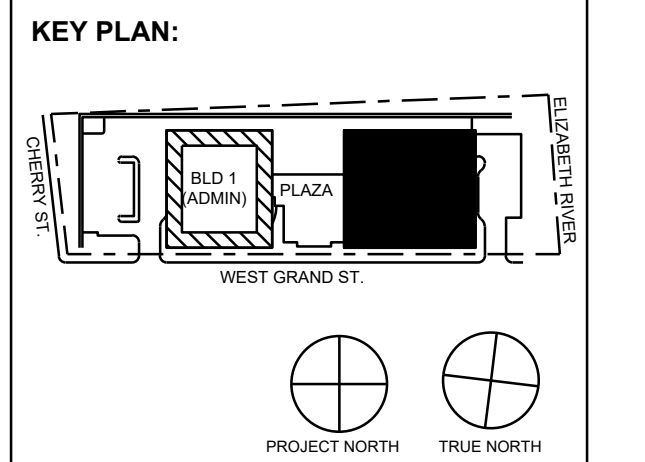 KEY PLAN:
CHERRY ST.
BLD 1
(ADMIN)
PLAZA
ELIZABETH RIVER
WEST GRAND ST.
PROJECT NORTH
TRUE NORTH